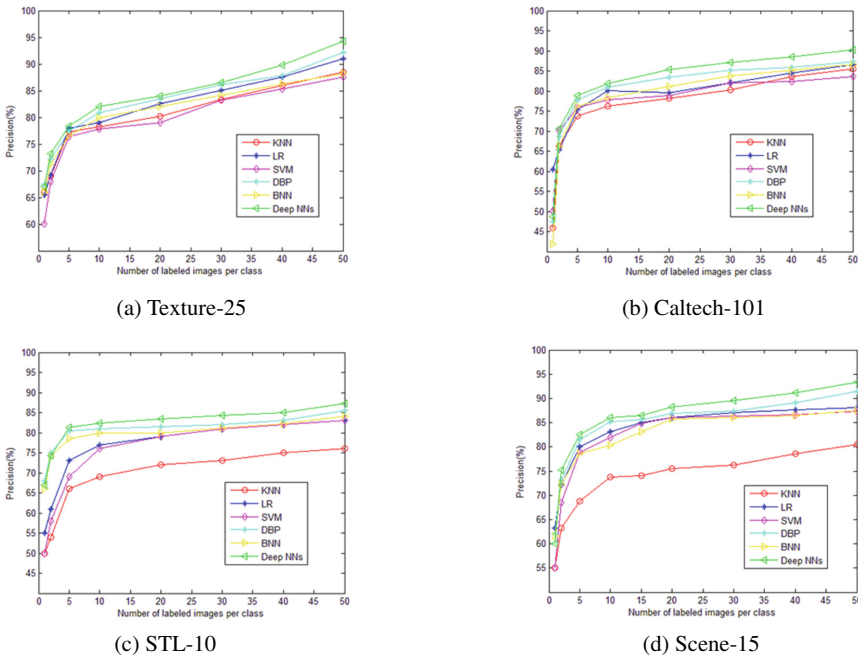 100
95
90
85
80
75
70
65
60
Precision(%)
0 5 10 15 20 25 30 35 40 45 50
Number of labeled images per class
KNN
LR
SVM
DBP
BNN
Deep NNs
(a) Texture-25
100
95
90
85
80
75
70
65
60
55
50
45
Precision(%)
0 5 10 15 20 25 30 35 40 45 50
Number of labeled images per class
KNN
LR
SVM
DBP
BNN
Deep NNs
(b) Caltech-101
100
95
90
85
80
75
70
65
60
55
50
45
40
Precision(%)
0 5 10 15 20 25 30 35 40 45 50
Number of labeled images per class
KNN
LR
SVM
DBP
BNN
Deep NNs
(c) STL-10
100
95
90
85
80
75
70
65
60
55
Precision(%)
0 5 10 15 20 25 30 35 40 45 50
Number of labeled images per class
KNN
LR
SVM
DBP
BNN
Deep NNs
(d) Scene-15